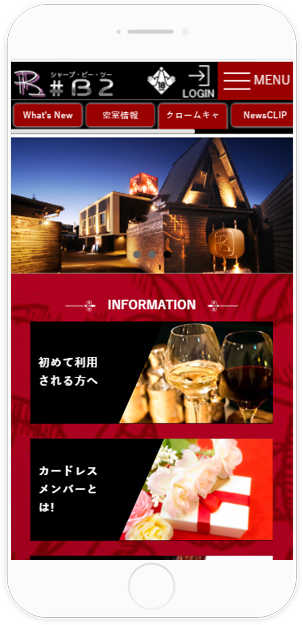 シャープ・ビー・ツー
#B2
18
LOGIN
MENU
What's New
空室情報
クロームキャ
NewsCLIP
INFORMATION
初めて利用
される方へ
カードレス
メンバーと
は!